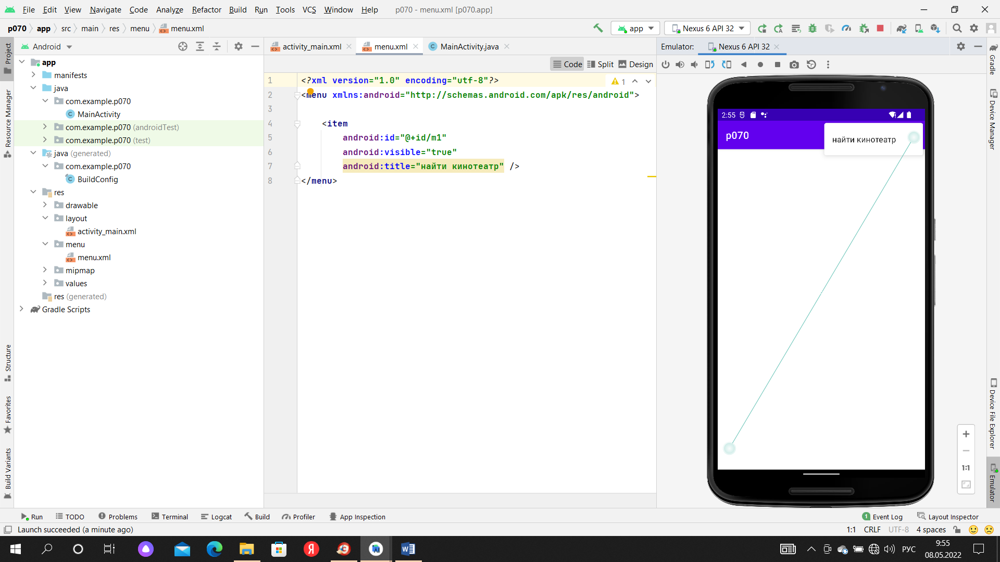 File Edit View Navigate Code Analyze Refactor Build Run Tools VCS Window Help p070 - menu.xml [p070.app]
p070 app src main res menu menu.xml
app Nexus 6 API 32
Project
Resource Manager
Structure
Favorites
Build Variants
Android
app
manifests
java
com.example.p070
MainActivity
com.example.p070 (androidTest)
com.example.p070 (test)
java (generated)
com.example.p070
BuildConfig
res
drawable
layout
activity_main.xml
menu
menu.xml
mipmap
values
res (generated)
Gradle Scripts
activity_main.xml menu.xml MainActivity.java
Code Split Design
1 <?xml version="1.0" encoding="utf-8"?>
1
2 <menu xmlns:android="http://schemas.android.com/apk/res/android">
3
4 <item
5 android:id="@+id/m1"
6 android:visible="true"
7 android:title="найти кинотеатр" />
8 </menu>
Emulator: Nexus 6 API 32
2:55
p070
найти кинотеатр
1:1
Gradle
Device Manager
Device File Explorer
Emulator
Run TODO Problems Terminal Logcat Build Profiler App Inspection
1 Event Log Layout Inspector
Launch succeeded (a minute ago)
1:1 CRLF UTF-8 4 spaces
РУС
9:55
08.05.2022